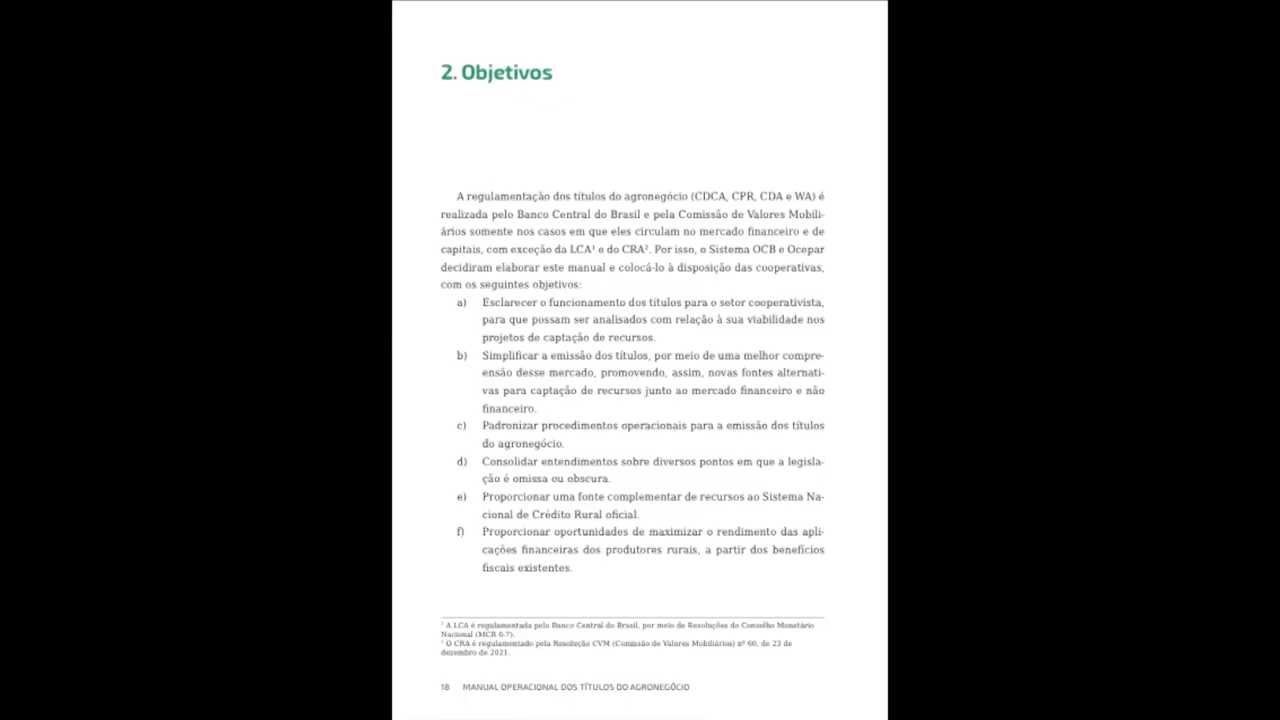 2. Objetivos
A regulamentação dos títulos do agronegócio (CDCA, CPR, CDA e WA) é
realizada pelo Banco Central do Brasil e pela Comissão de Valores Mobili-
ários somente nos casos em que eles circulam no mercado financeiro e de
capitais, com exceção da LCA¹ e do CRA². Por isso, o Sistema OCB e Ocepar
decidiram elaborar este manual e colocá-lo à disposição das cooperativas,
com os seguintes objetivos:
a) Esclarecer o funcionamento dos títulos para o setor cooperativista,
para que possam ser analisados com relação à sua viabilidade nos
projetos de captação de recursos.
b) Simplificar a emissão dos títulos, por meio de uma melhor compre-
ensão desse mercado, promovendo, assim, novas fontes alternati-
vas para captação de recursos junto ao mercado financeiro e não
financeiro.
c) Padronizar procedimentos operacionais para a emissão dos títulos
do agronegócio.
d) Consolidar entendimentos sobre diversos pontos em que a legisla-
ção é omissa ou obscura.
e) Proporcionar uma fonte complementar de recursos ao Sistema Na-
cional de Crédito Rural oficial.
f) Proporcionar oportunidades de maximizar o rendimento das apli-
cações financeiras dos produtores rurais, a partir dos benefícios
fiscais existentes.
¹ A LCA é regulamentada pelo Banco Central do Brasil, por meio de Resoluções do Conselho Monetário
Nacional (MCR 6-7).
² O CRA é regulamentado pela Resolução CVM (Comissão de Valores Mobiliários) nº 60, de 23 de
dezembro de 2021.
18 MANUAL OPERACIONAL DOS TÍTULOS DO AGRONEGÓCIO